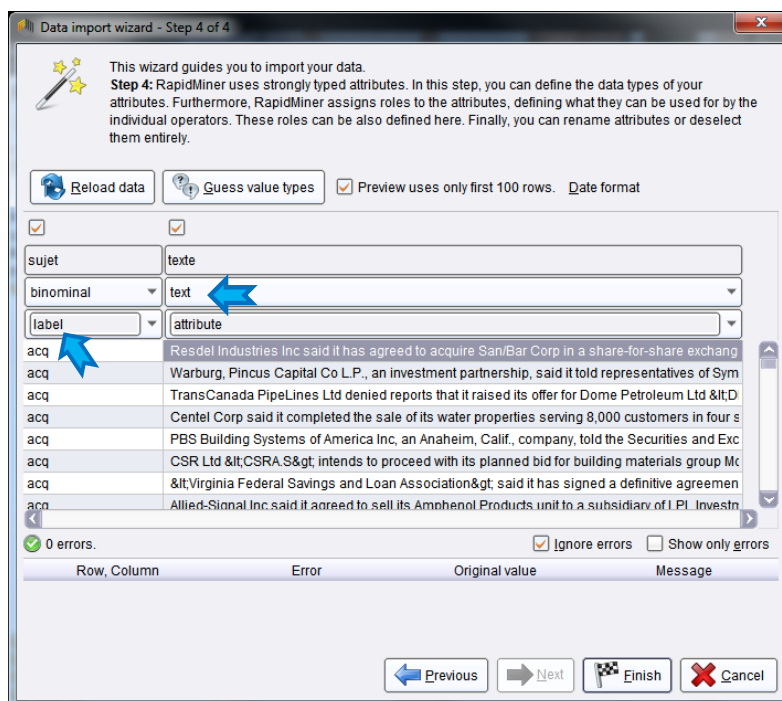 Data import wizard - Step 4 of 4
This wizard guides you to import your data.
Step 4: RapidMiner uses strongly typed attributes. In this step, you can define the data types of your
attributes. Furthermore, RapidMiner assigns roles to the attributes, defining what they can be used for by the
individual operators. These roles can be also defined here. Finally, you can rename attributes or deselect
them entirely.
Reload data Guess value types Preview uses only first 100 rows. Date format
sujet texte
binominal text
label attribute
acq Resdel Industries Inc said it has agreed to acquire San/Bar Corp in a share-for-share exchang
acq Warburg, Pincus Capital Co L.P., an investment partnership, said it told representatives of Sym
acq TransCanada PipeLines Ltd denied reports that it raised its offer for Dome Petroleum Ltd &lt;D
acq Centel Corp said it completed the sale of its water properties serving 8,000 customers in four s
acq PBS Building Systems of America Inc, an Anaheim, Calif., company, told the Securities and Exc
acq CSR Ltd &lt;CSRA.S&gt; intends to proceed with its planned bid for building materials group Mc
acq &lt;Virginia Federal Savings and Loan Association&gt; said it has signed a definitive agreemen
acq Allied-Signal Inc said it agreed to sell its Amphenol Products unit to a subsidiary of LPL Investm
0 errors. Ignore errors Show only errors
Row, Column Error Original value Message
Previous Next Finish Cancel